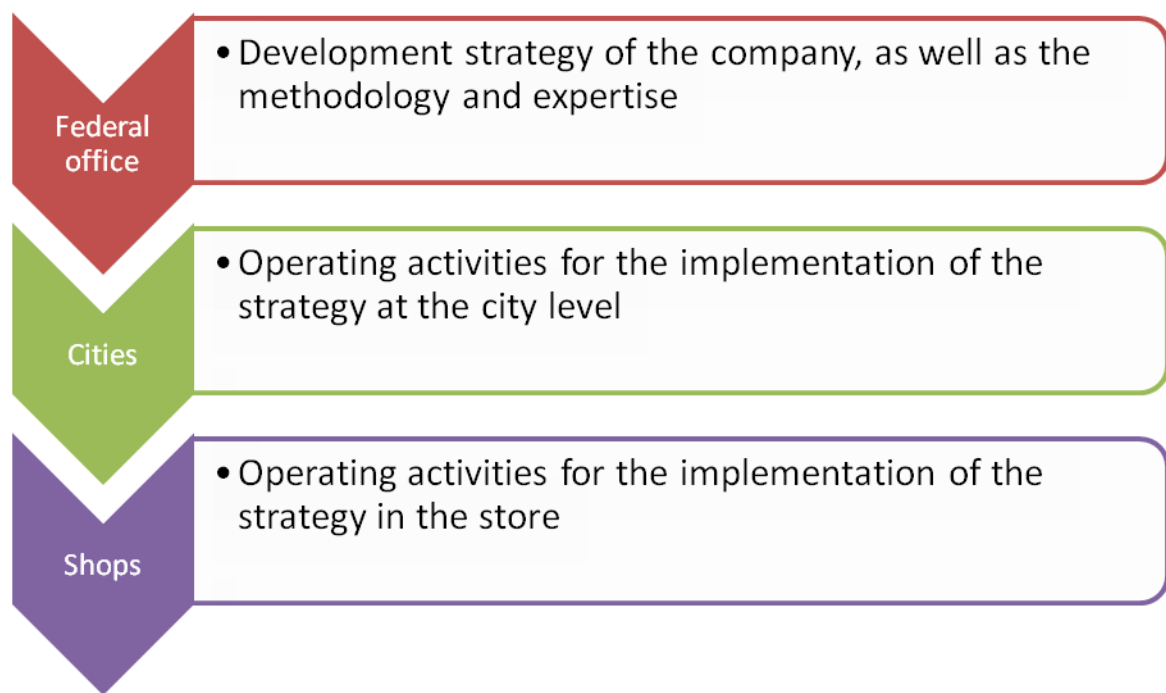 Federal
office
• Development strategy of the company, as well as the
methodology and expertise
Cities
• Operating activities for the implementation of the
strategy at the city level
Shops
• Operating activities for the implementation of the
strategy in the store